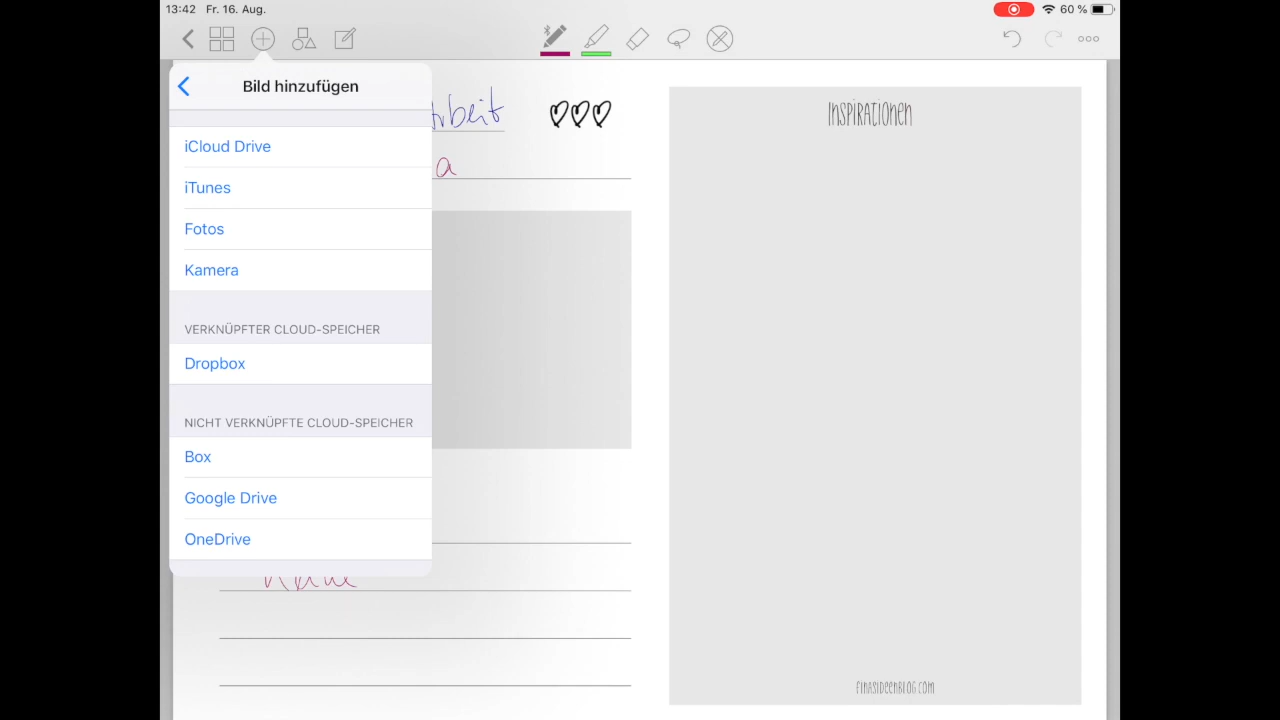 13:42 Fr. 16. Aug. 60 %
Bild hinzufügen
iCloud Drive
iTunes
Fotos
Kamera
VERKNÜPFTER CLOUD-SPEICHER
Dropbox
NICHT VERKNÜPFTE CLOUD-SPEICHER
Box
Google Drive
OneDrive
Arbeit
a
Inspirationen
finasideenblog.com